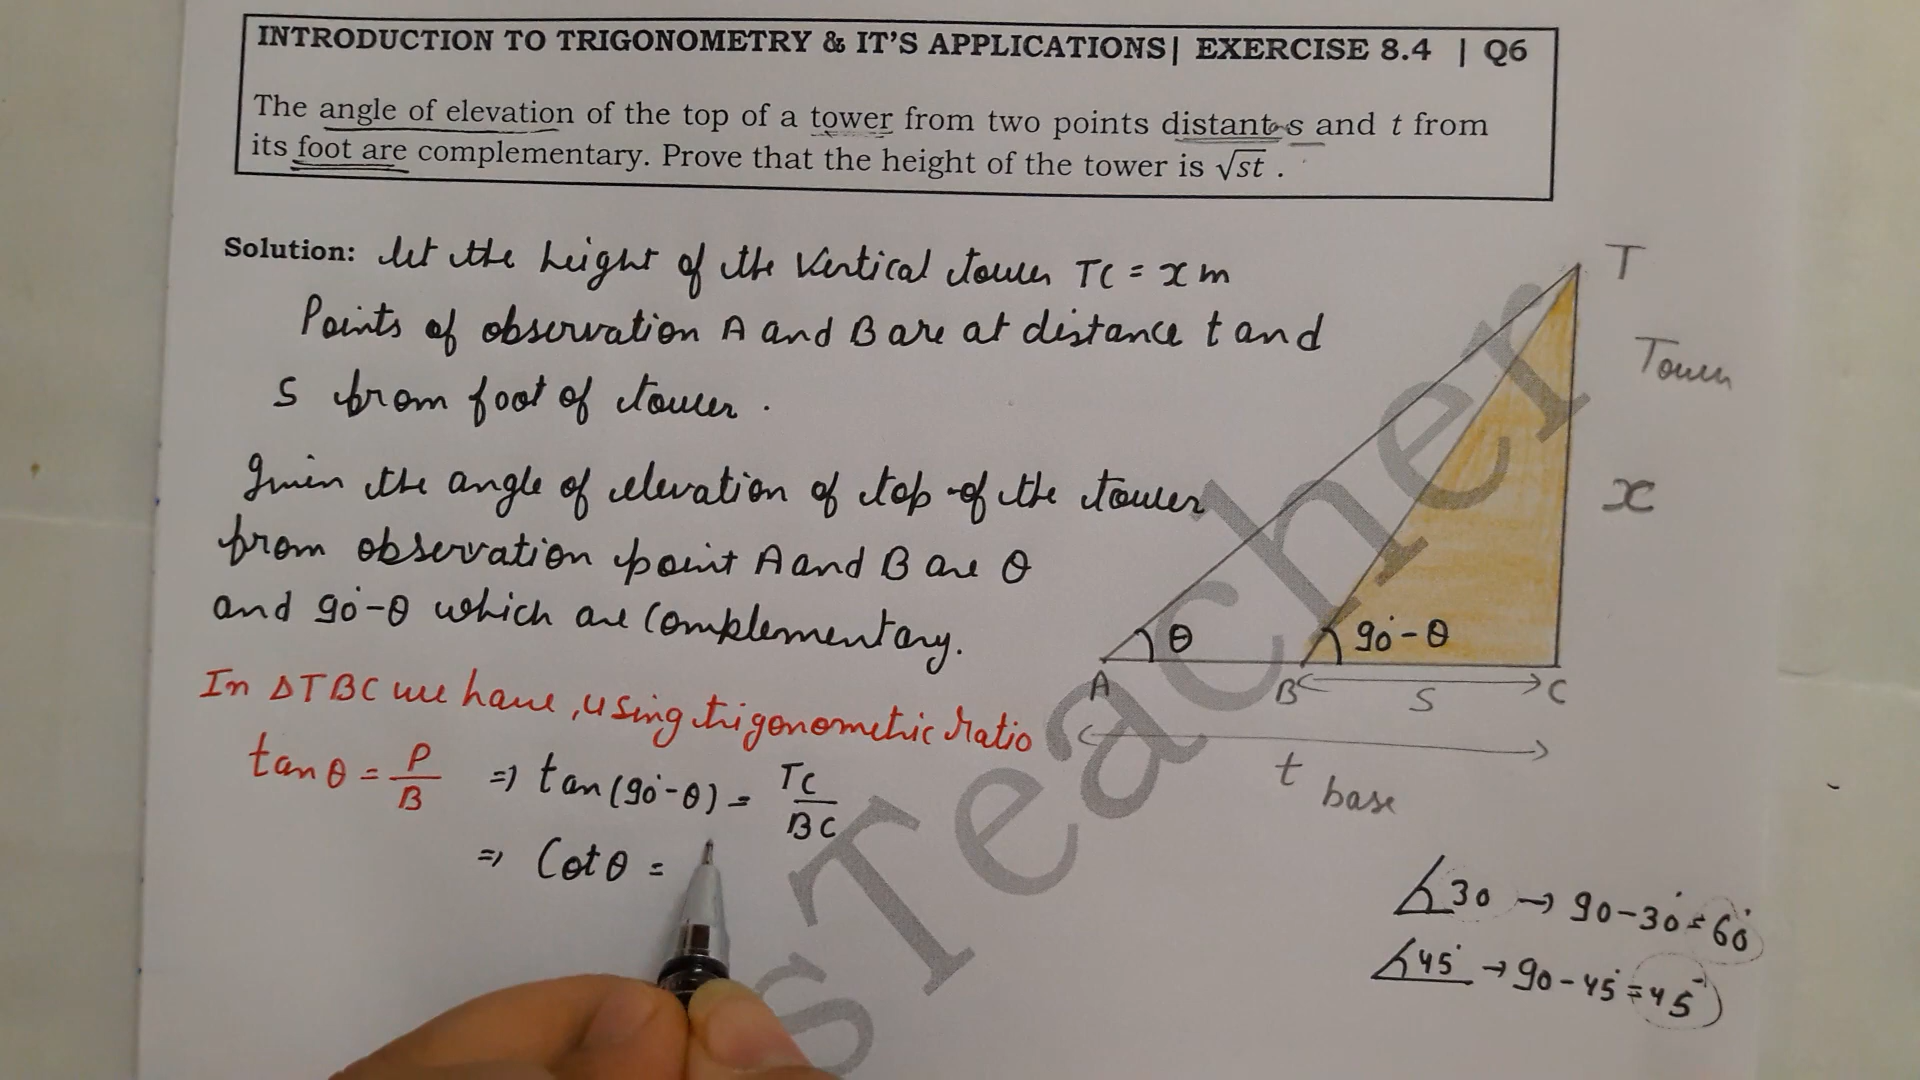 INTRODUCTION TO TRIGONOMETRY & IT'S APPLICATIONS| EXERCISE 8.4 | Q6
The angle of elevation of the top of a tower from two points distant s and t from
its foot are complementary. Prove that the height of the tower is √st .
Solution: let the height of the vertical tower TC = x m
Points of observation A and B are at distance t and
S from foot of tower .
Given the angle of elevation of top of the tower
from observation point A and B are θ
and 90°-θ which are Complementary.
In ΔTBC we have, using trigonometric ratio
tan θ = P/B ⇒ tan(90°-θ) = TC/BC
⇒ Cot θ =
T
Tower
x
θ
90°-θ
A
B
S
C
t
base
∠30 → 90-30°=60°
∠45° → 90-45°=45°
sTeacher